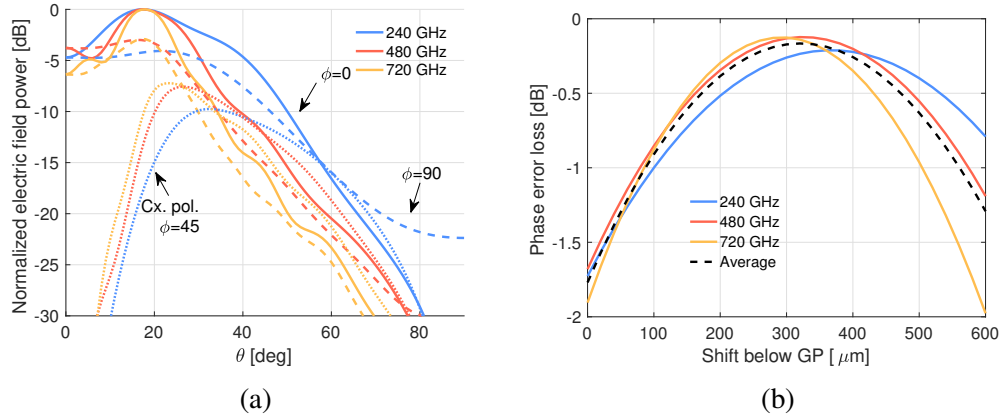 Normalized electric field power [dB]
0
-5
-10
-15
-20
-25
-30
0
20
40
60
80
θ [deg]
240 GHz
480 GHz
720 GHz
ϕ=0
ϕ=90
Cx. pol.
ϕ=45
(a)
Phase error loss [dB]
0
-0.5
-1
-1.5
-2
0
100
200
300
400
500
600
Shift below GP [ μm]
240 GHz
480 GHz
720 GHz
Average
(b)